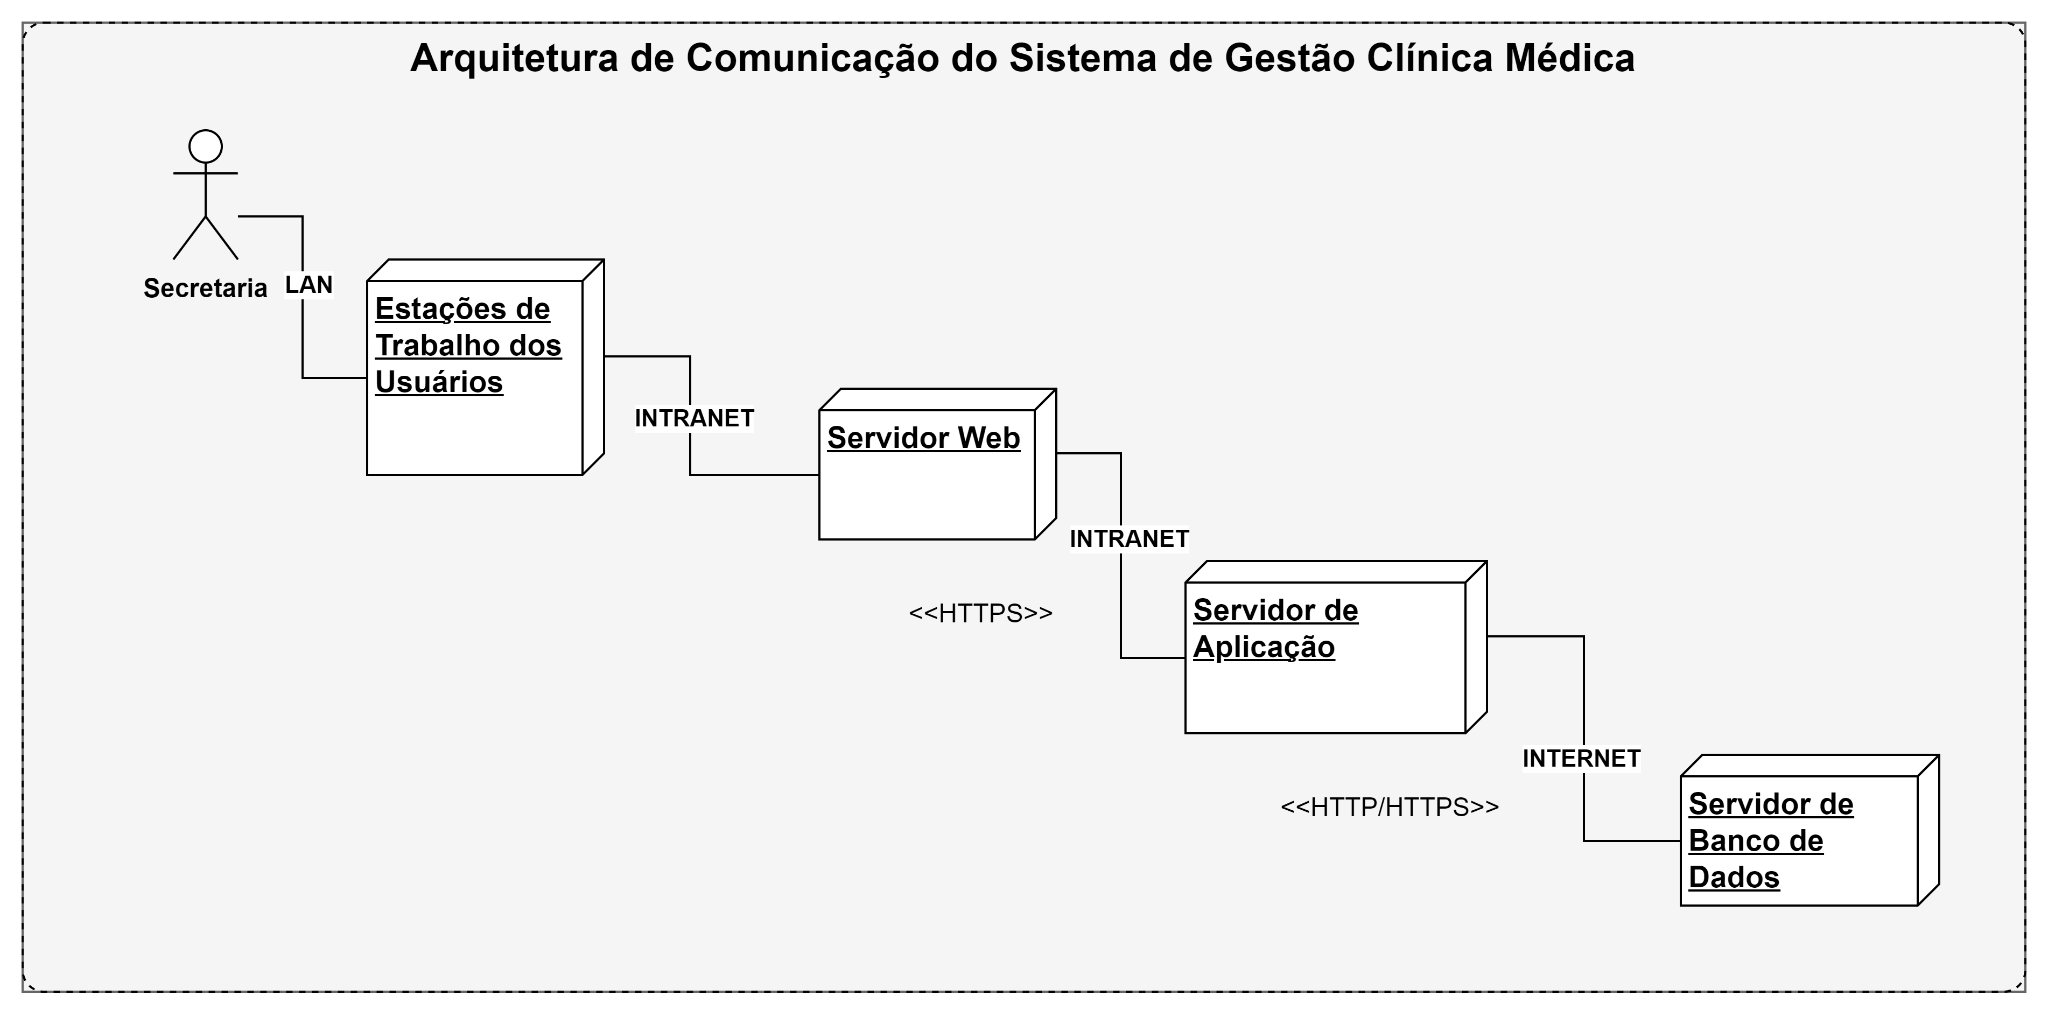 Arquitetura de Comunicação do Sistema de Gestão Clínica Médica
Secretaria
LAN
Estações de
Trabalho dos
Usuários
INTRANET
Servidor Web
INTRANET
<<HTTPS>>
Servidor de
Aplicação
INTERNET
<<HTTP/HTTPS>>
Servidor de
Banco de
Dados